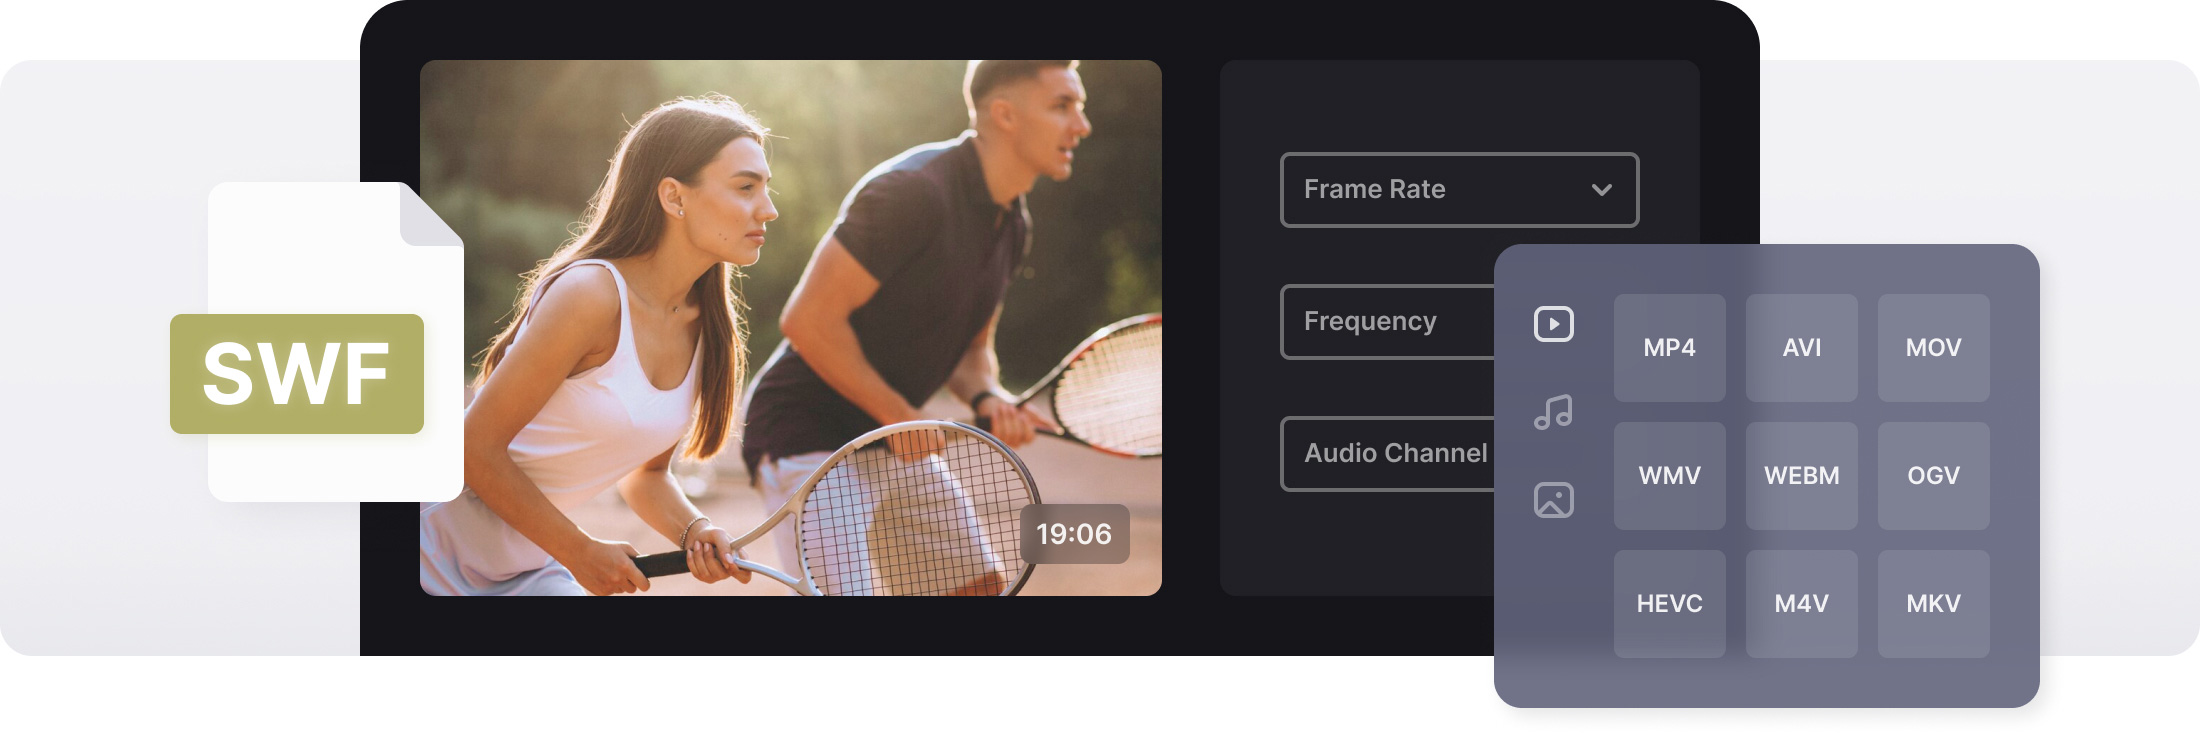 SWF
19:06
Frame Rate
Frequency
Audio Channel
MP4
AVI
MOV
WMV
WEBM
OGV
HEVC
M4V
MKV